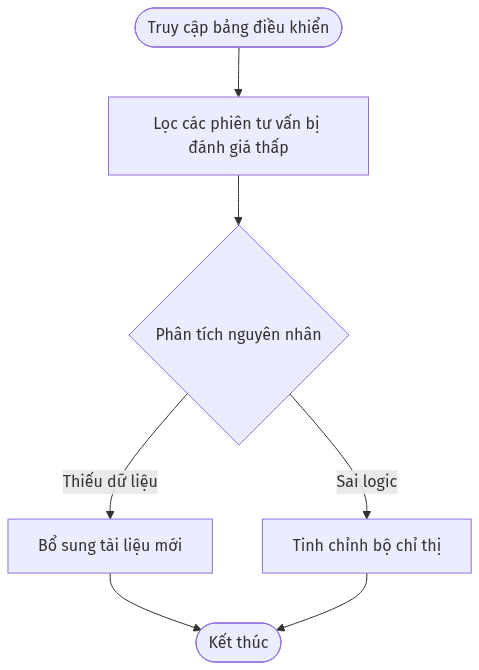 Truy cập bảng điều khiển
Lọc các phiên tư vấn bị
đánh giá thấp
Phân tích nguyên nhân
Thiếu dữ liệu
Sai logic
Bổ sung tài liệu mới
Tinh chỉnh bộ chỉ thị
Kết thúc